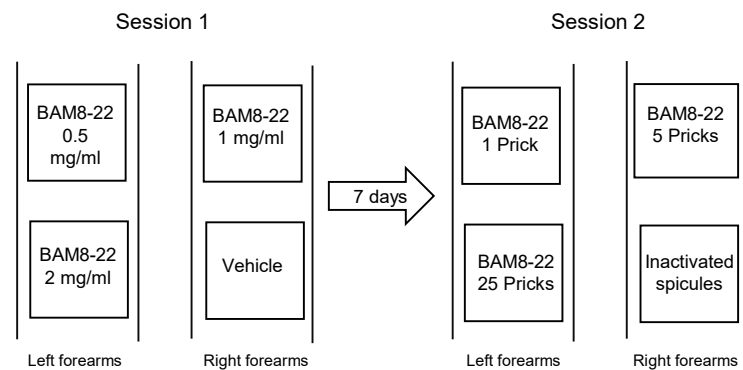 Session 1
Session 2
BAM8-22
0.5
mg/ml
BAM8-22
1 mg/ml
BAM8-22
2 mg/ml
Vehicle
Left forearms
Right forearms
7 days
BAM8-22
1 Prick
BAM8-22
5 Pricks
BAM8-22
25 Pricks
Inactivated
spicules
Left forearms
Right forearms